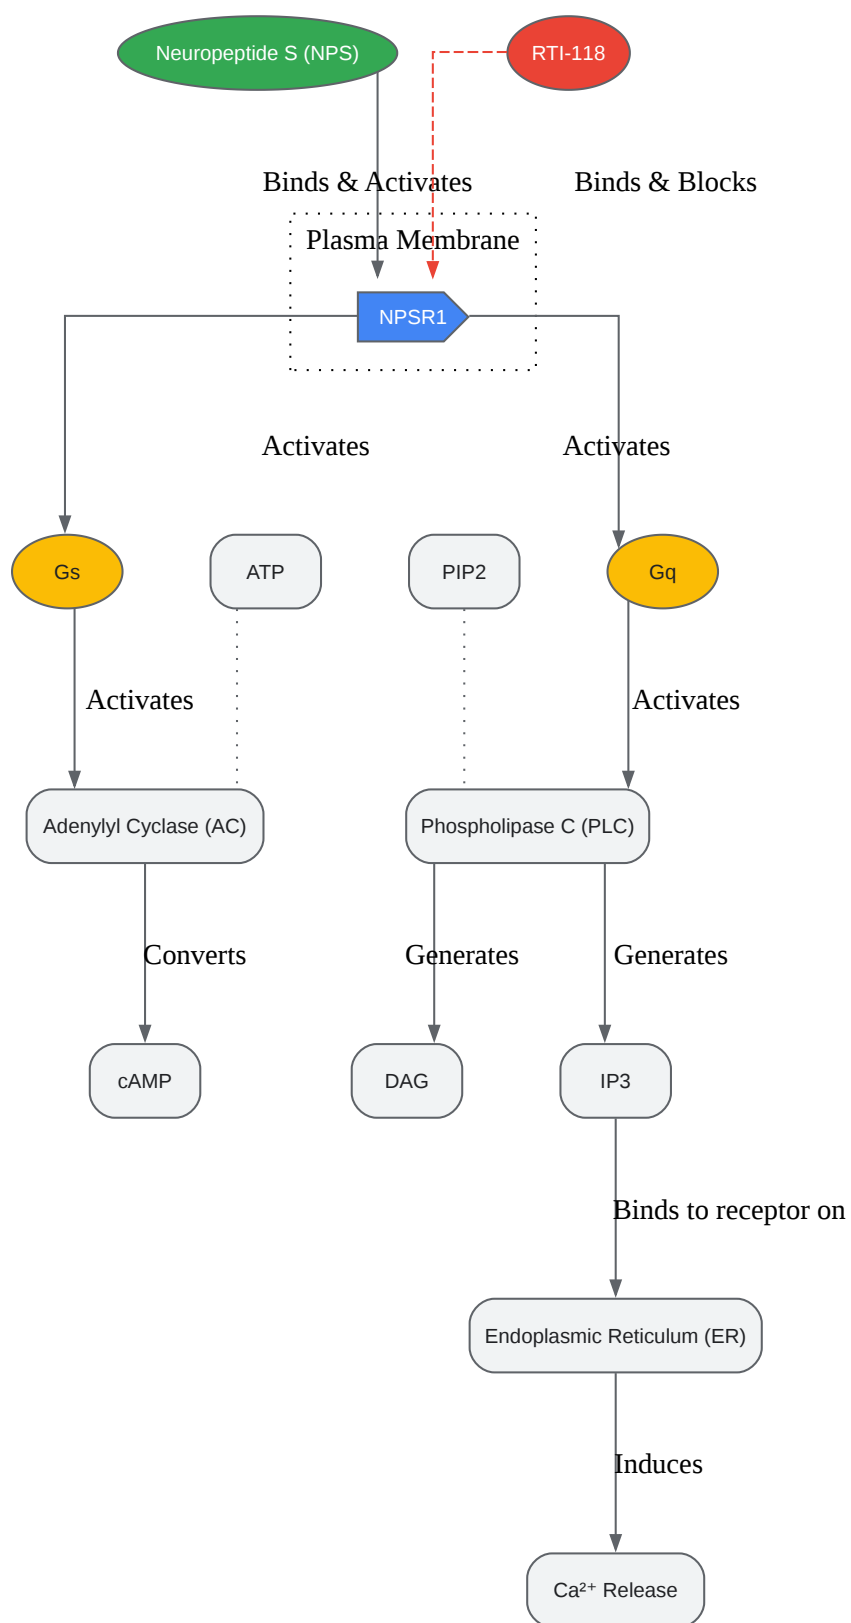 Neuropeptide S (NPS)
RTI-118
Binds & Activates
Binds & Blocks
Plasma Membrane
NPSR1
Activates
Activates
Gs
ATP
PIP2
Gq
Activates
Activates
Adenylyl Cyclase (AC)
Phospholipase C (PLC)
Converts
Generates
Generates
cAMP
DAG
IP3
Binds to receptor on
Endoplasmic Reticulum (ER)
Induces
Ca²⁺ Release